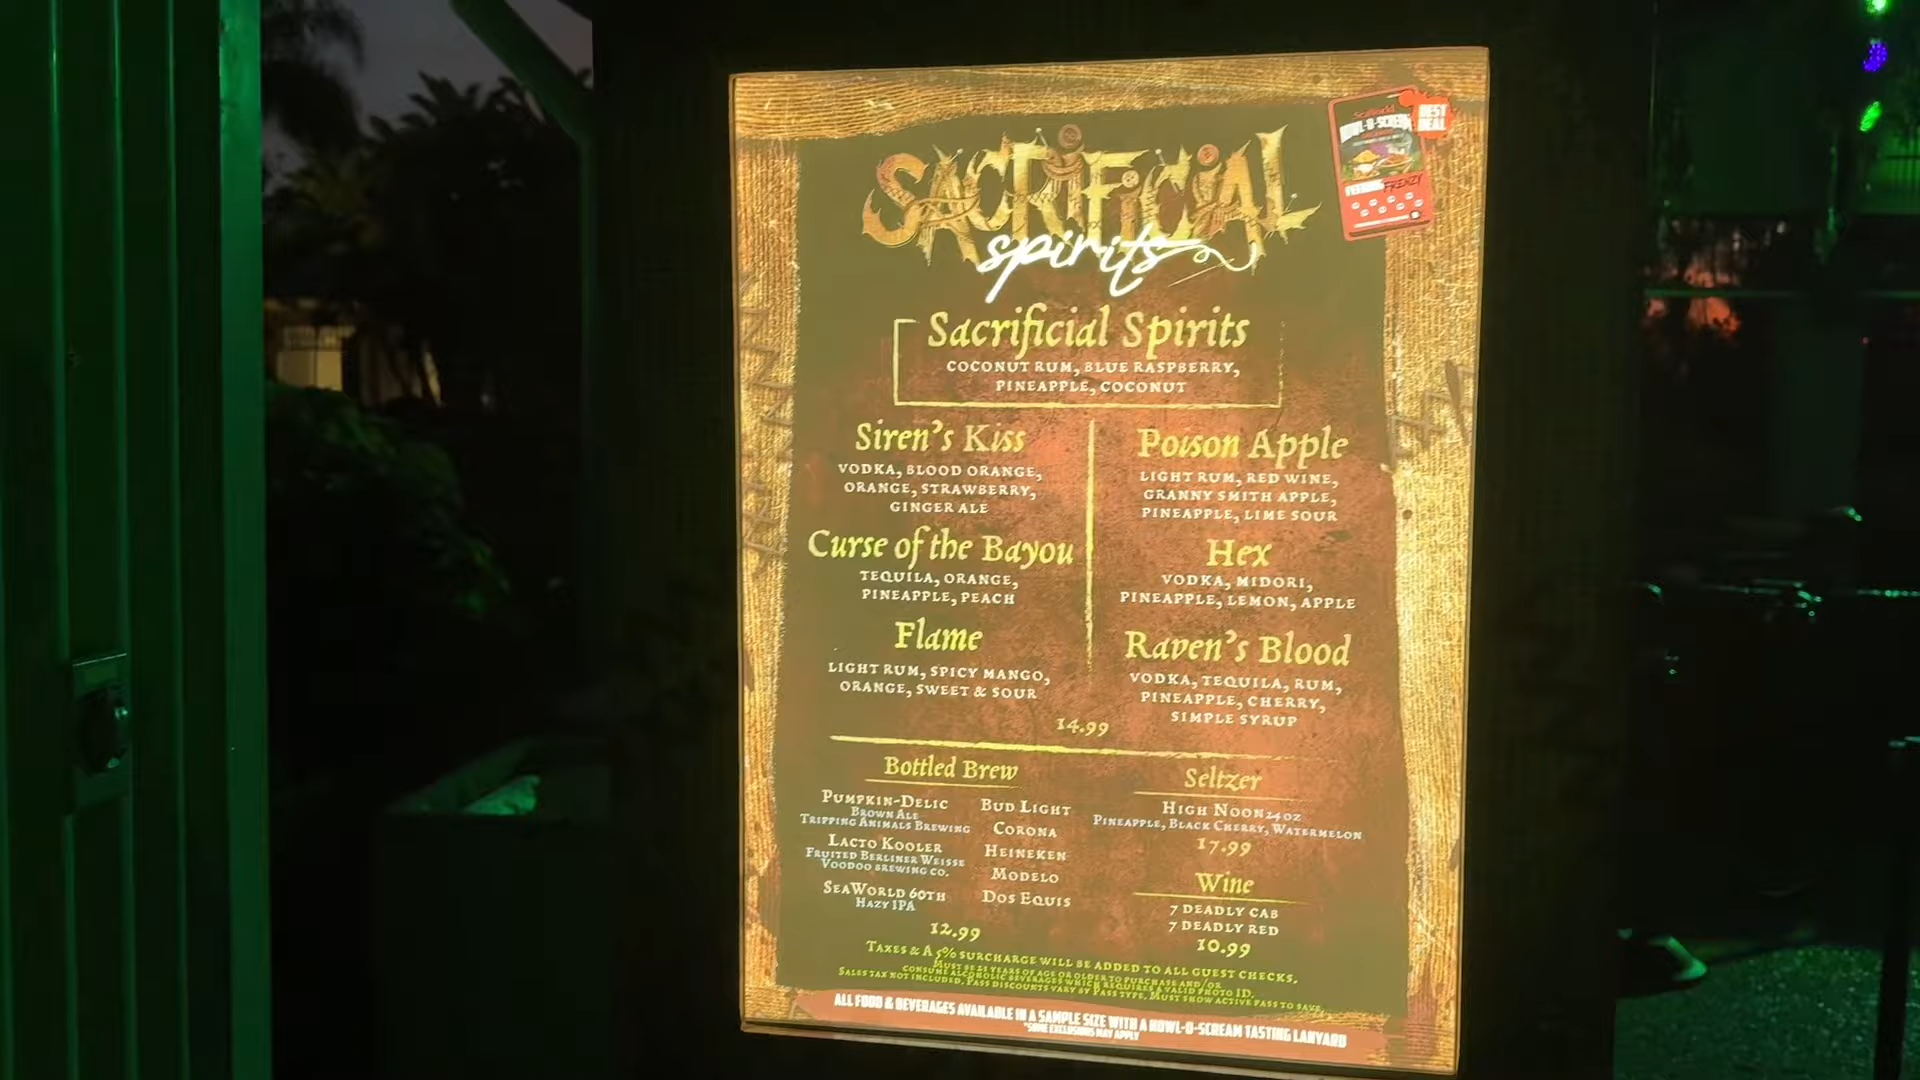 SACRIFICIAL
spirits
SeaWorld
HOWL-O-SCREAM
BEST
DEAL
FRENZY
Sacrificial Spirits
COCONUT RUM, BLUE RASPBERRY,
PINEAPPLE, COCONUT
Siren's Kiss
VODKA, BLOOD ORANGE,
ORANGE, STRAWBERRY,
GINGER ALE
Curse of the Bayou
TEQUILA, ORANGE,
PINEAPPLE, PEACH
Flame
LIGHT RUM, SPICY MANGO,
ORANGE, SWEET & SOUR
Poison Apple
LIGHT RUM, RED WINE,
GRANNY SMITH APPLE,
PINEAPPLE, LIME SOUR
Hex
VODKA, MIDORI,
PINEAPPLE, LEMON, APPLE
Raven's Blood
VODKA, TEQUILA, RUM,
PINEAPPLE, CHERRY,
SIMPLE SYRUP
14.99
Bottled Brew
PUMPKIN-DELIC
BROWN ALE
TRIPPING ANIMALS BREWING
LACTO KOOLER
FRUITED BERLINER WEISSE
VOODOO BREWING CO.
SEAWORLD 60TH
HAZY IPA
BUD LIGHT
CORONA
HEINEKEN
MODELO
DOS EQUIS
12.99
Seltzer
HIGH NOON 24 OZ
PINEAPPLE, BLACK CHERRY, WATERMELON
17.99
Wine
7 DEADLY CAB
7 DEADLY RED
10.99
TAXES & A 5% SURCHARGE WILL BE ADDED TO ALL GUEST CHECKS.
MUST BE 21 YEARS OF AGE OR OLDER TO PURCHASE AND/OR
CONSUME ALCOHOLIC BEVERAGES WHICH REQUIRES A VALID PHOTO ID.
SALES TAX NOT INCLUDED. PASS DISCOUNTS VARY BY PASS TYPE. MUST SHOW ACTIVE PASS TO SAVE.
ALL FOOD & BEVERAGES AVAILABLE IN A SAMPLE SIZE WITH A HOWL-O-SCREAM TASTING LANYARD
*SOME EXCLUSIONS MAY APPLY